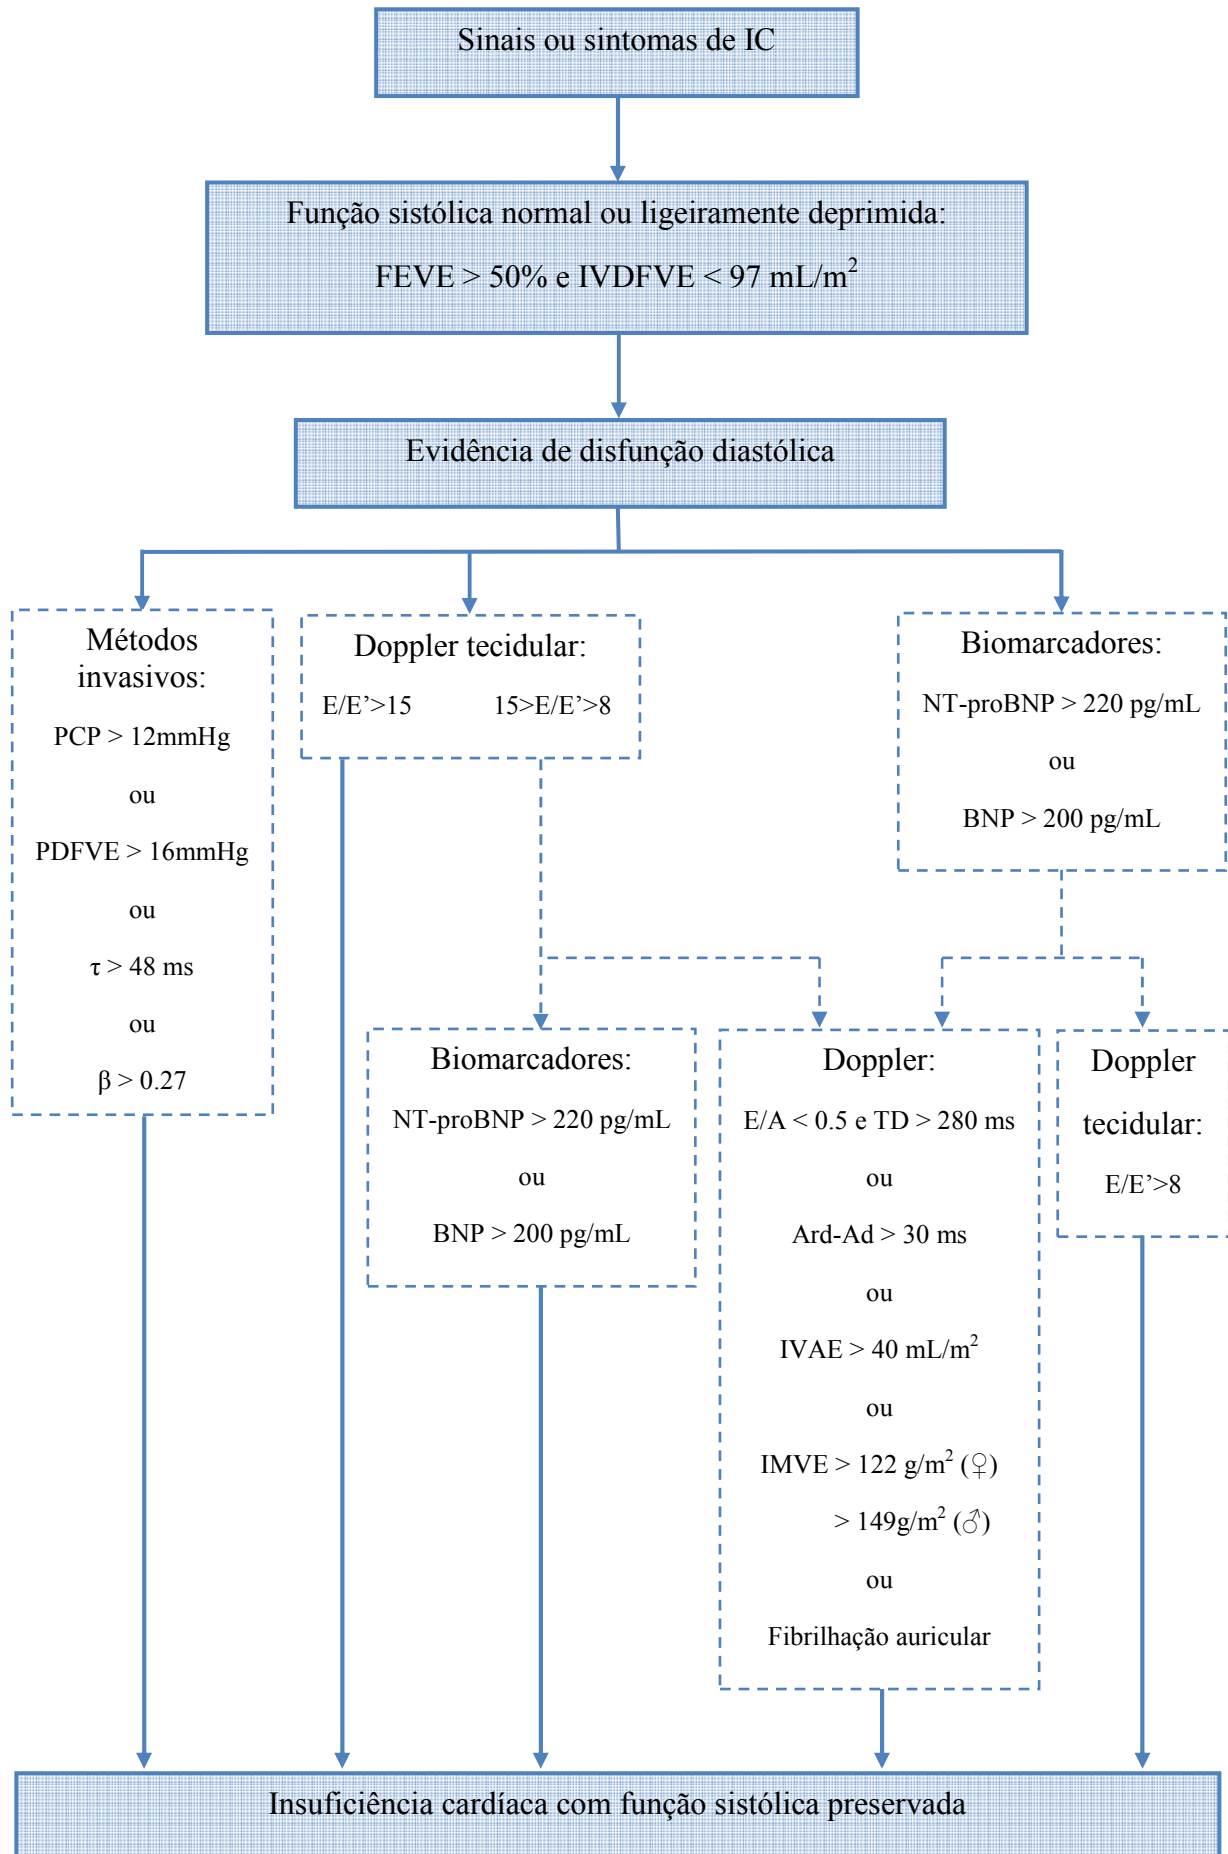 Sinais ou sintomas de IC
Função sistólica normal ou ligeiramente deprimida:
FEVE > 50% e IVDFVE < 97 mL/m²
Evidência de disfunção diastólica
Métodos
invasivos:
PCP > 12mmHg
ou
PDFVE > 16mmHg
ou
τ > 48 ms
ou
β > 0.27
Doppler tecidular:
E/E’>15 15>E/E’>8
Biomarcadores:
NT-proBNP > 220 pg/mL
ou
BNP > 200 pg/mL
Biomarcadores:
NT-proBNP > 220 pg/mL
ou
BNP > 200 pg/mL
Doppler:
E/A < 0.5 e TD > 280 ms
ou
Ard-Ad > 30 ms
ou
IVAE > 40 mL/m²
ou
IMVE > 122 g/m² (♀)
> 149g/m² (♂)
ou
Fibrilhação auricular
Doppler
tecidular:
E/E’>8
Insuficiência cardíaca com função sistólica preservada